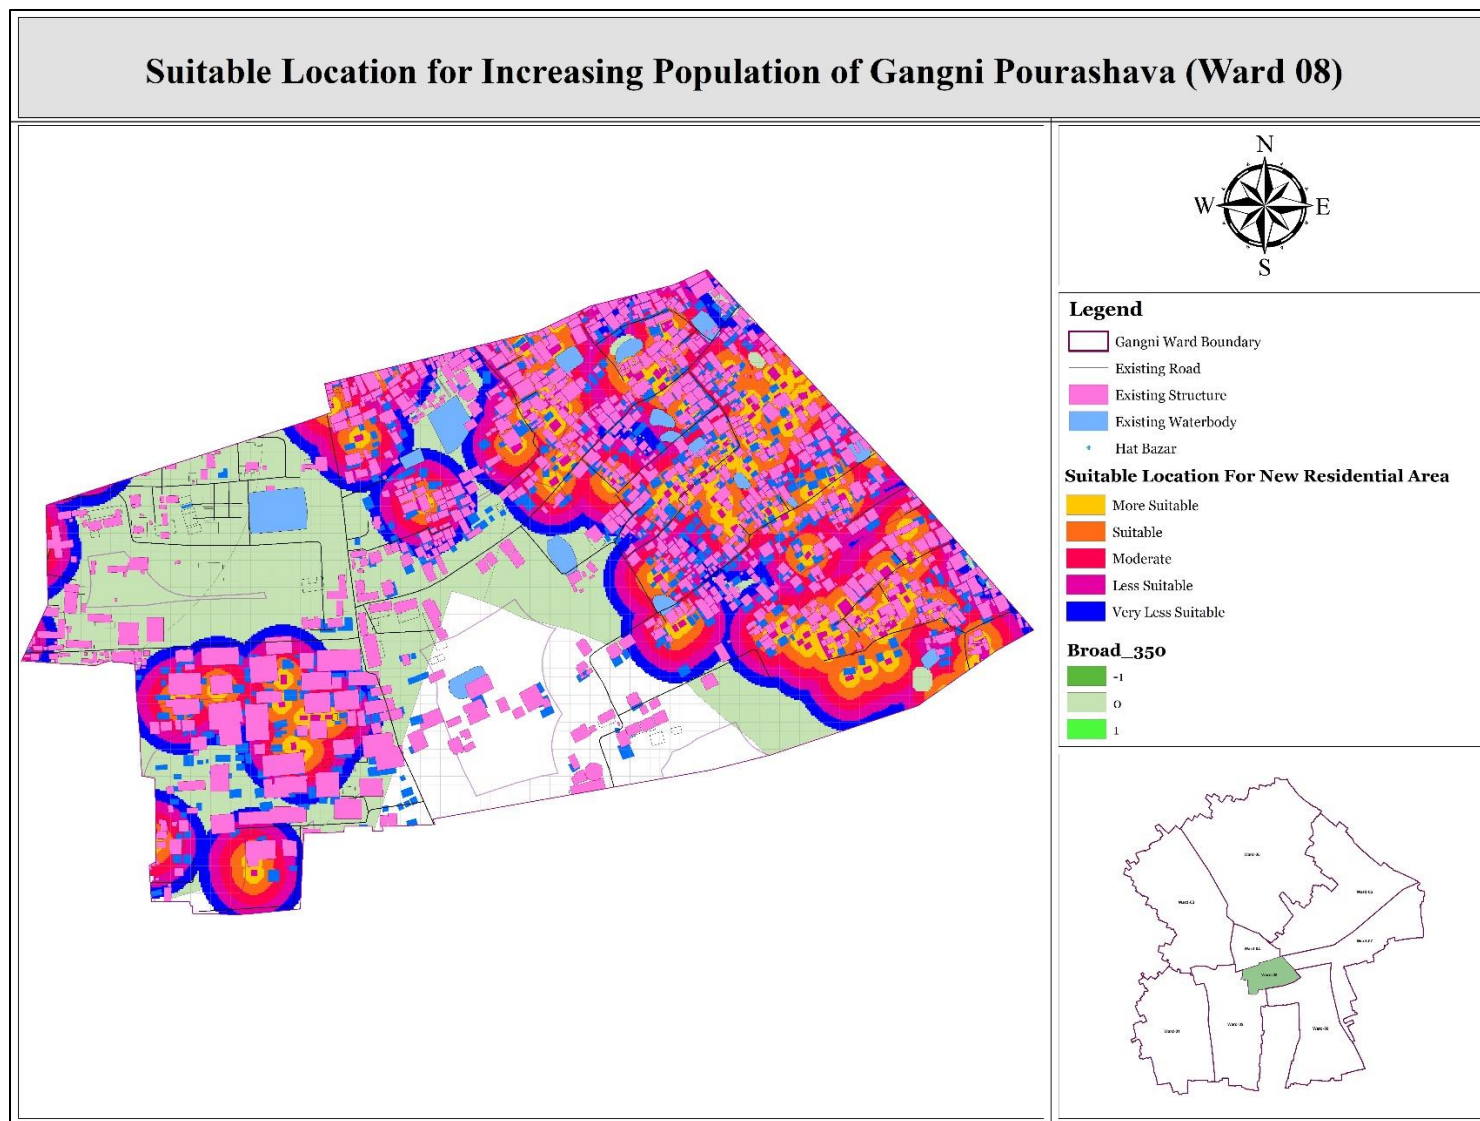 Suitable Location for Increasing Population of Gangni Pourashava (Ward 08)
N
W
E
S
Legend
Gangni Ward Boundary
Existing Road
Existing Structure
Existing Waterbody
Hat Bazar
Suitable Location For New Residential Area
More Suitable
Suitable
Moderate
Less Suitable
Very Less Suitable
Broad_350
-1
0
1